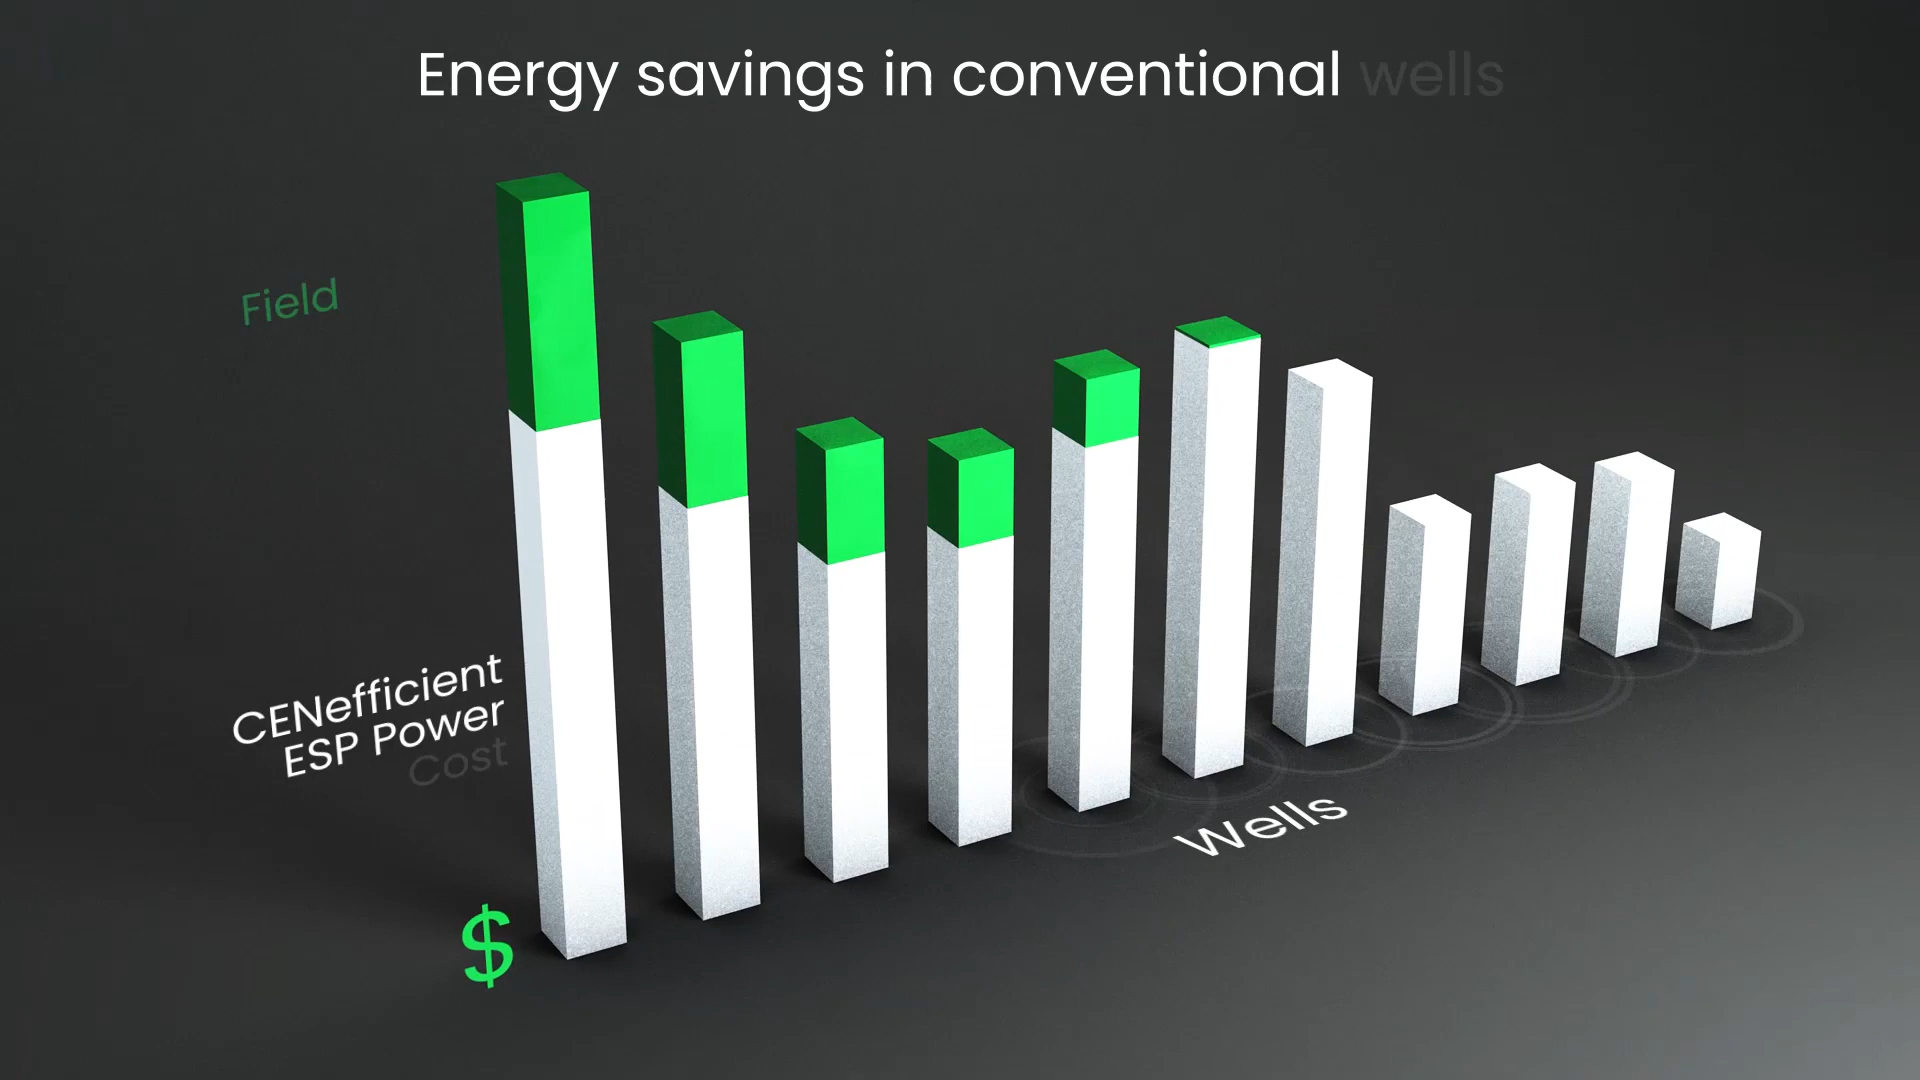 Energy savings in conventional wells
Field
CENefficient
ESP Power
Cost
$
Wells